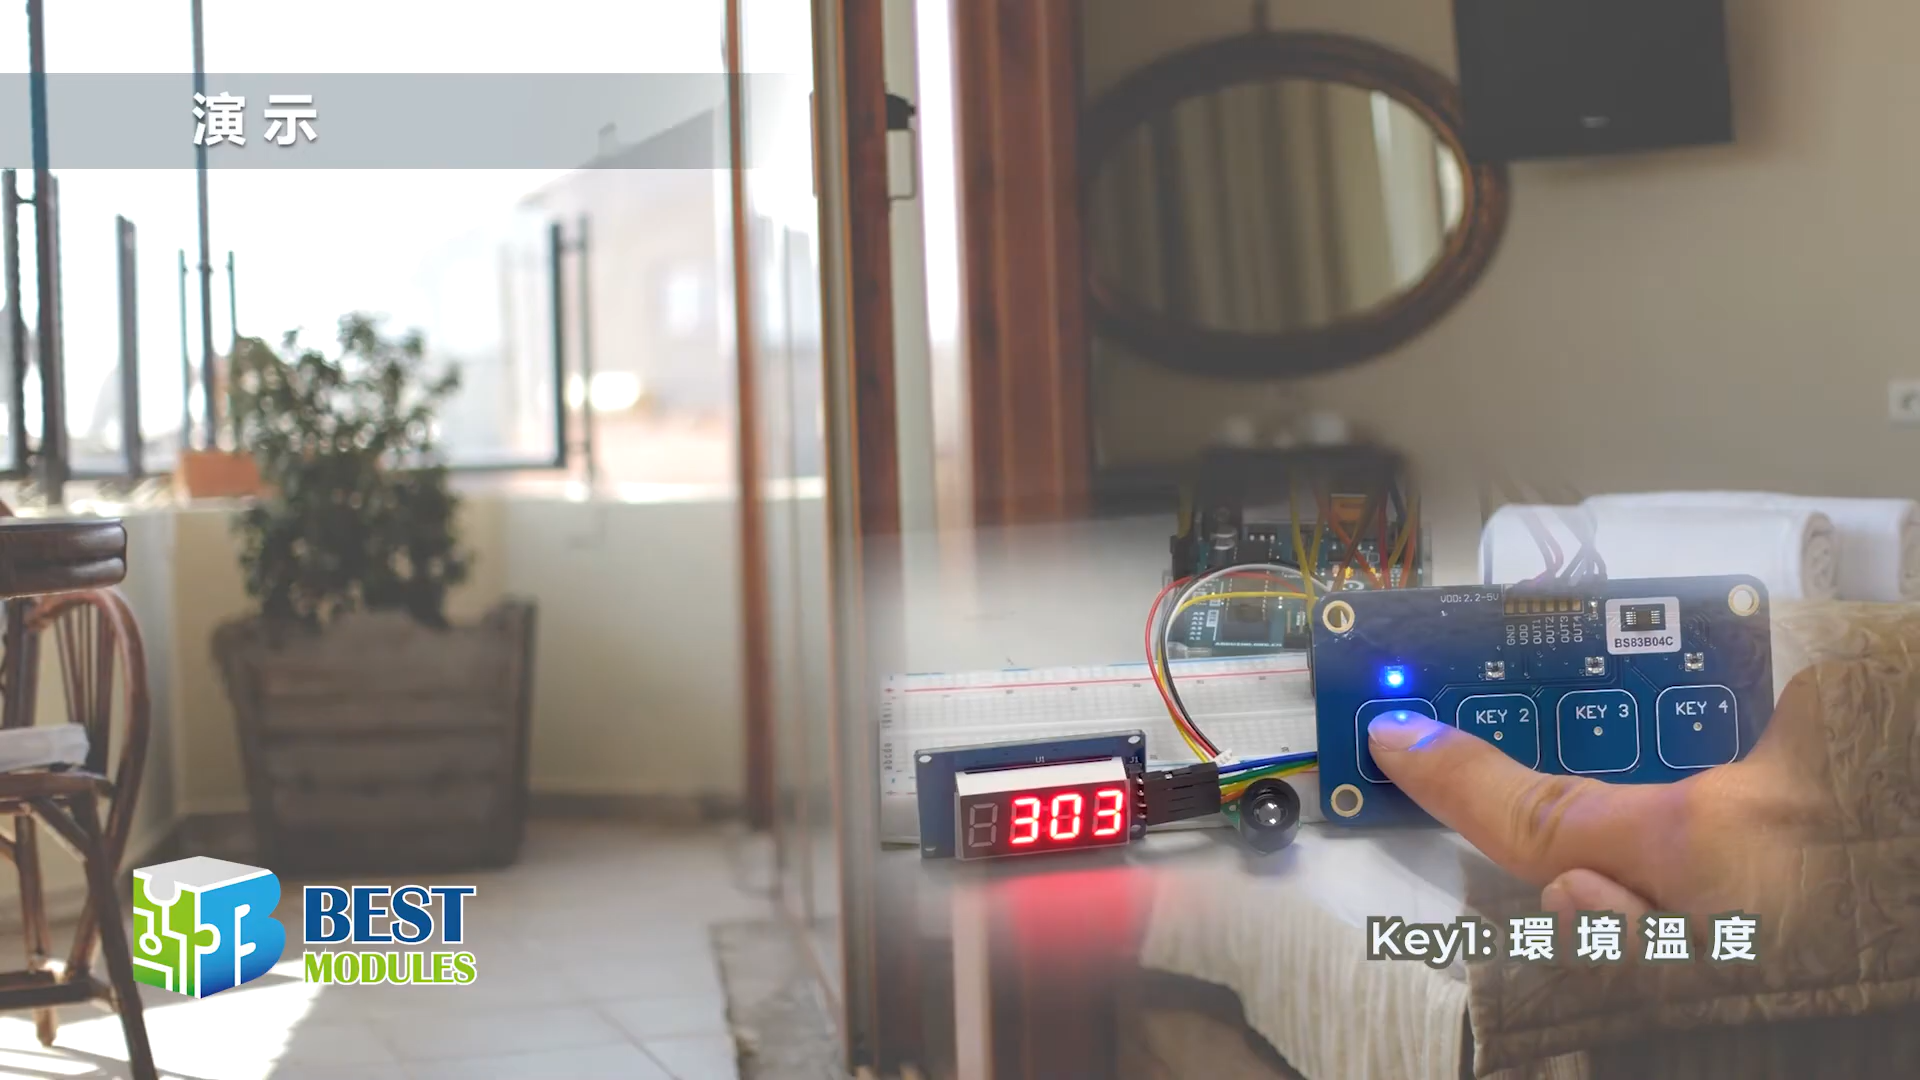 演示
VDD:2.2-5V
GND
VDD
OUT1
OUT2
OUT3
OUT4
BS83B04C
KEY 2
KEY 3
KEY 4
U1
J1
303
BEST
MODULES
Key1: 環境溫度